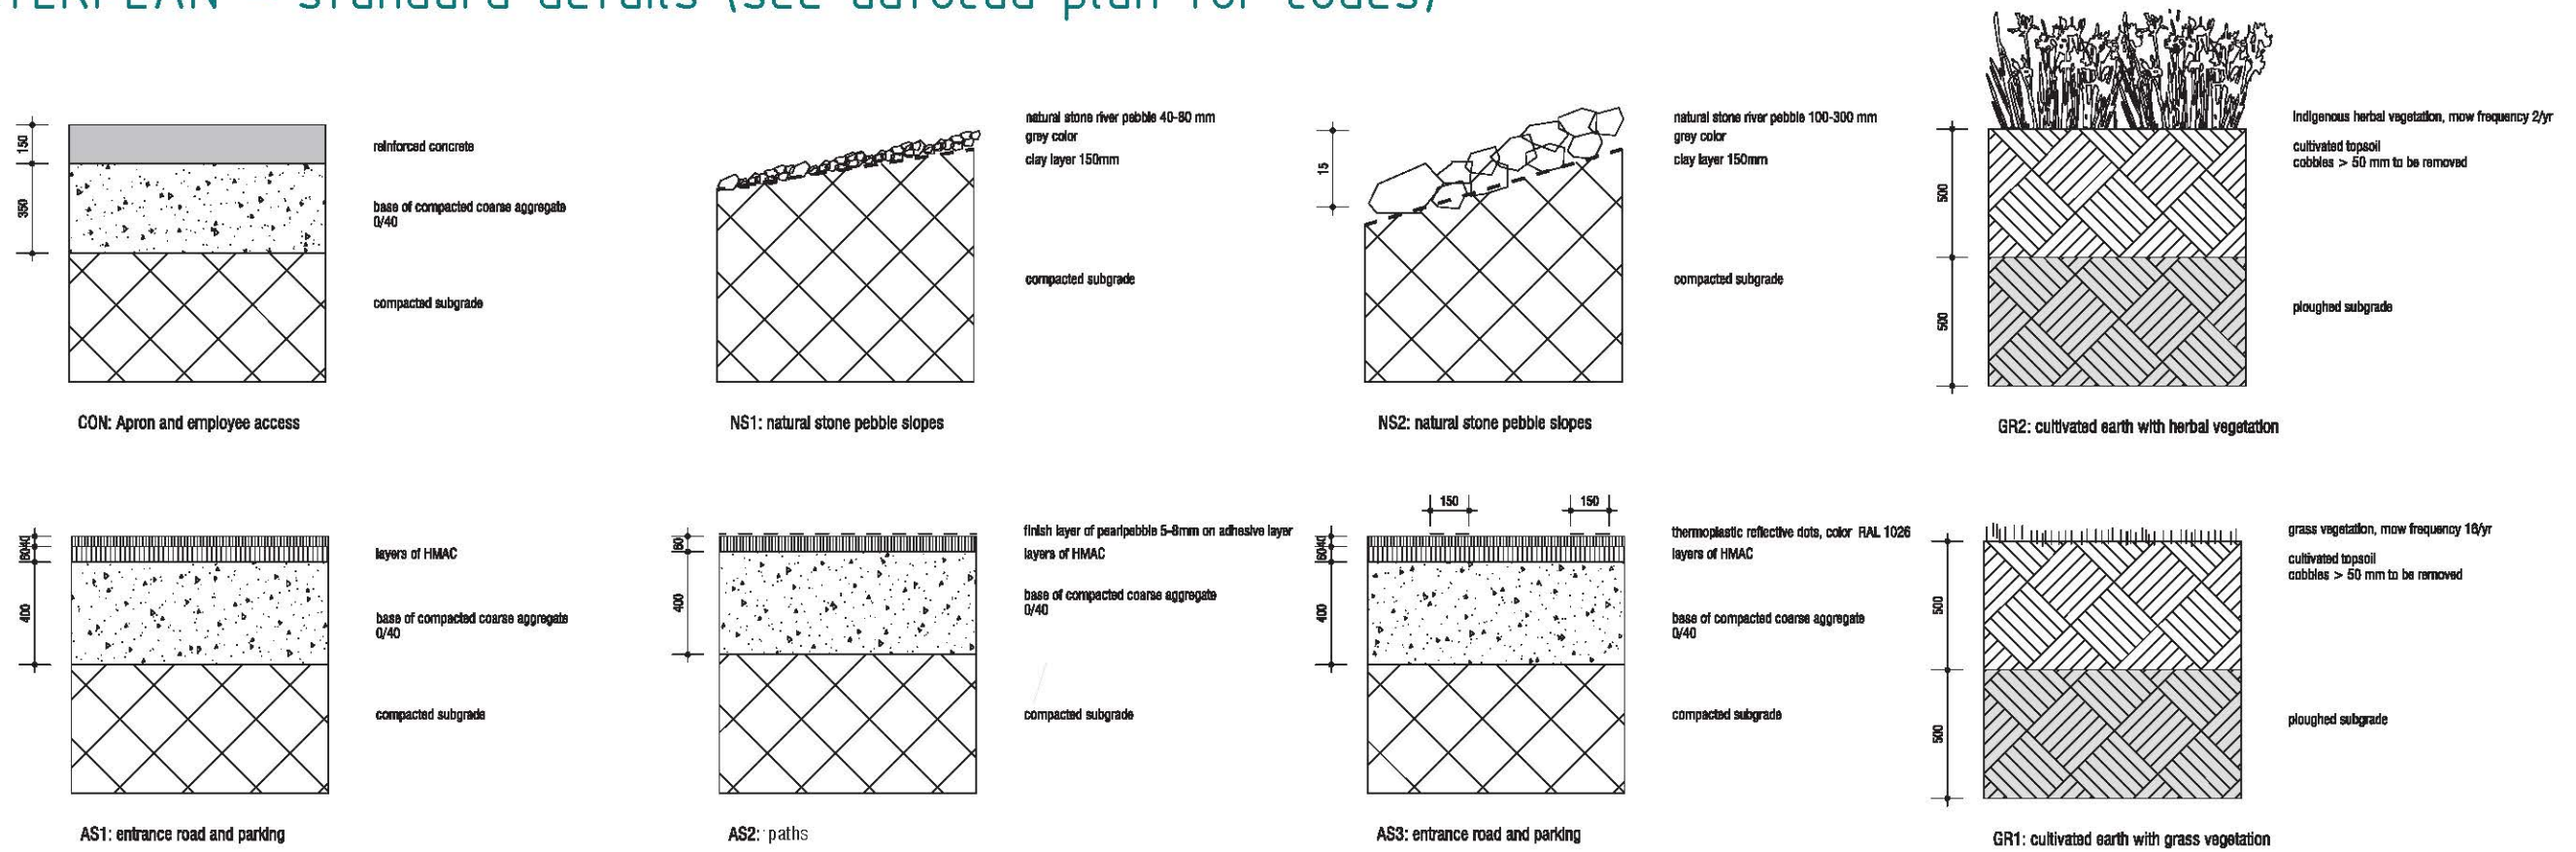 standard details (see autocad plan for codes)
150
350
reinforced concrete
base of compacted coarse aggregate
0/40
compacted subgrade
CON: Apron and employee access
natural stone river pebble 40-80 mm
grey color
clay layer 150mm
compacted subgrade
NS1: natural stone pebble slopes
15
natural stone river pebble 100-300 mm
grey color
clay layer 150mm
compacted subgrade
NS2: natural stone pebble slopes
500
500
indigenous herbal vegetation, mow frequency 2/yr
cultivated topsoil
cobbles > 50 mm to be removed
ploughed subgrade
GR2: cultivated earth with herbal vegetation
40
60
400
layers of HMAC
base of compacted coarse aggregate
0/40
compacted subgrade
AS1: entrance road and parking
60
400
finish layer of pearlpebble 5-8mm on adhesive layer
layers of HMAC
base of compacted coarse aggregate
0/40
compacted subgrade
AS2: paths
150
150
40
60
400
thermoplastic reflective dots, color RAL 1026
layers of HMAC
base of compacted coarse aggregate
0/40
compacted subgrade
AS3: entrance road and parking
500
500
grass vegetation, mow frequency 16/yr
cultivated topsoil
cobbles > 50 mm to be removed
ploughed subgrade
GR1: cultivated earth with grass vegetation